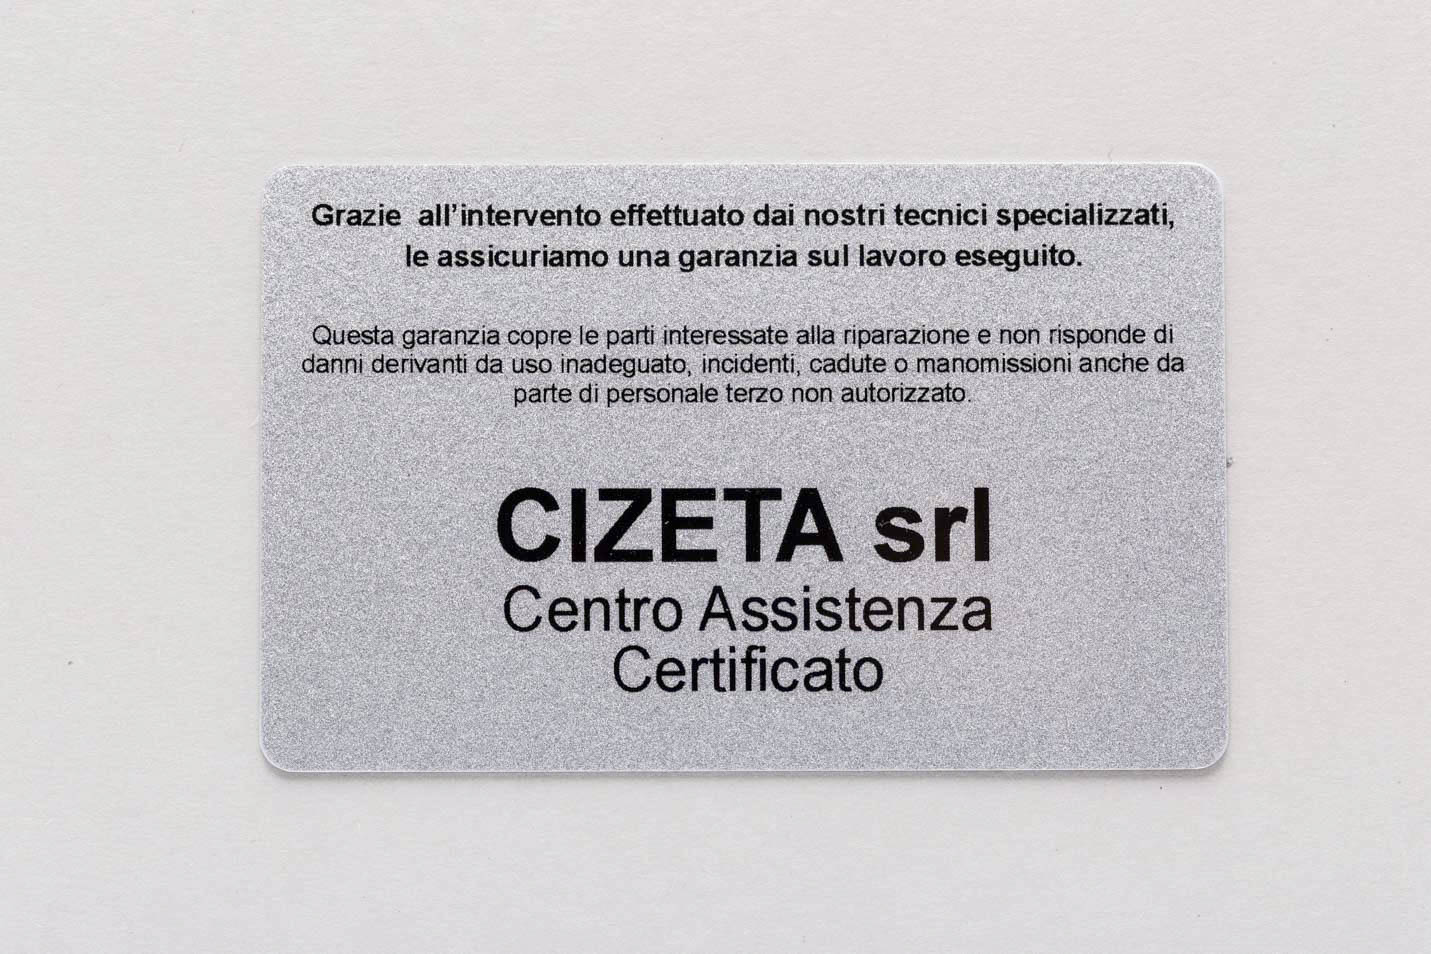 Grazie  all’intervento effettuato dai nostri tecnici specializzati,
le assicuriamo una garanzia sul lavoro eseguito.
Questa garanzia copre le parti interessate alla riparazione e non risponde di
danni derivanti da uso inadeguato, incidenti, cadute o manomissioni anche da
parte di personale terzo non autorizzato.
CIZETA srl
Centro Assistenza
Certificato